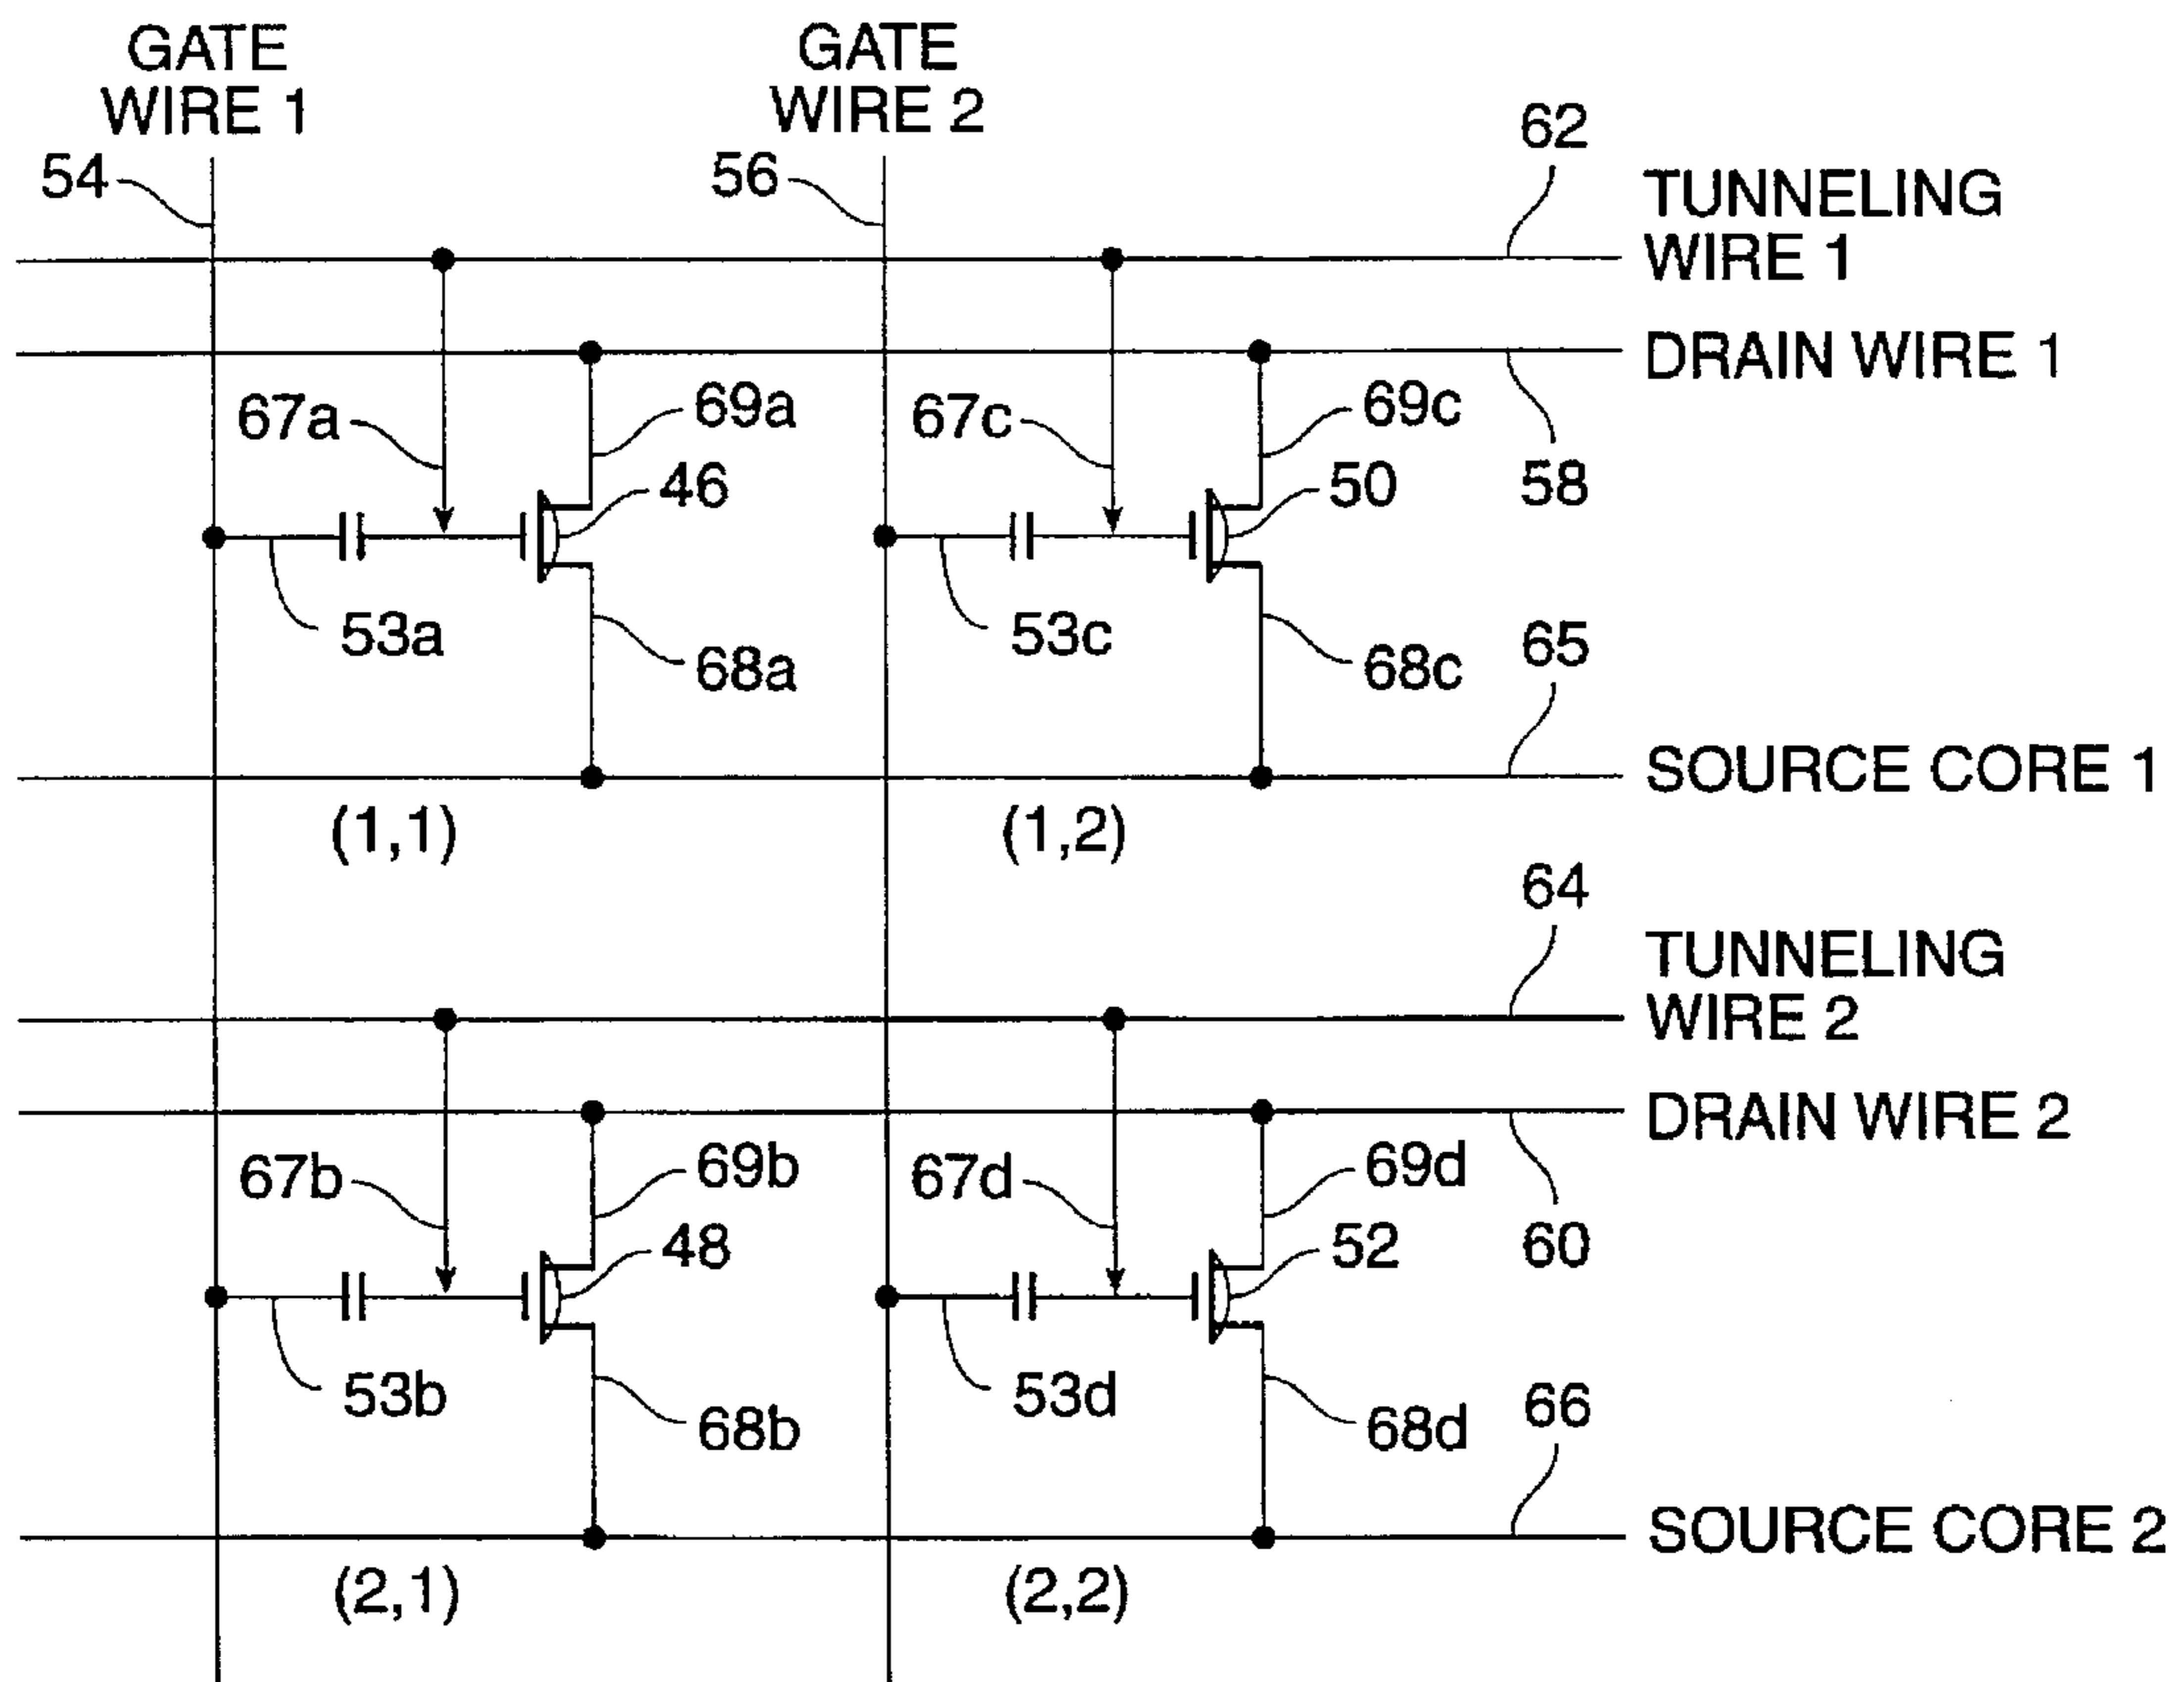 GATE
WIRE 1
GATE
WIRE 2
54
56
62
TUNNELING
WIRE 1
DRAIN WIRE 1
67a
69a
67c
69c
46
50
58
53a
53c
65
68a
68c
SOURCE CORE 1
(1,1)
(1,2)
64
TUNNELING
WIRE 2
DRAIN WIRE 2
67b
69b
67d
69d
48
52
60
53b
53d
66
68b
68d
SOURCE CORE 2
(2,1)
(2,2)